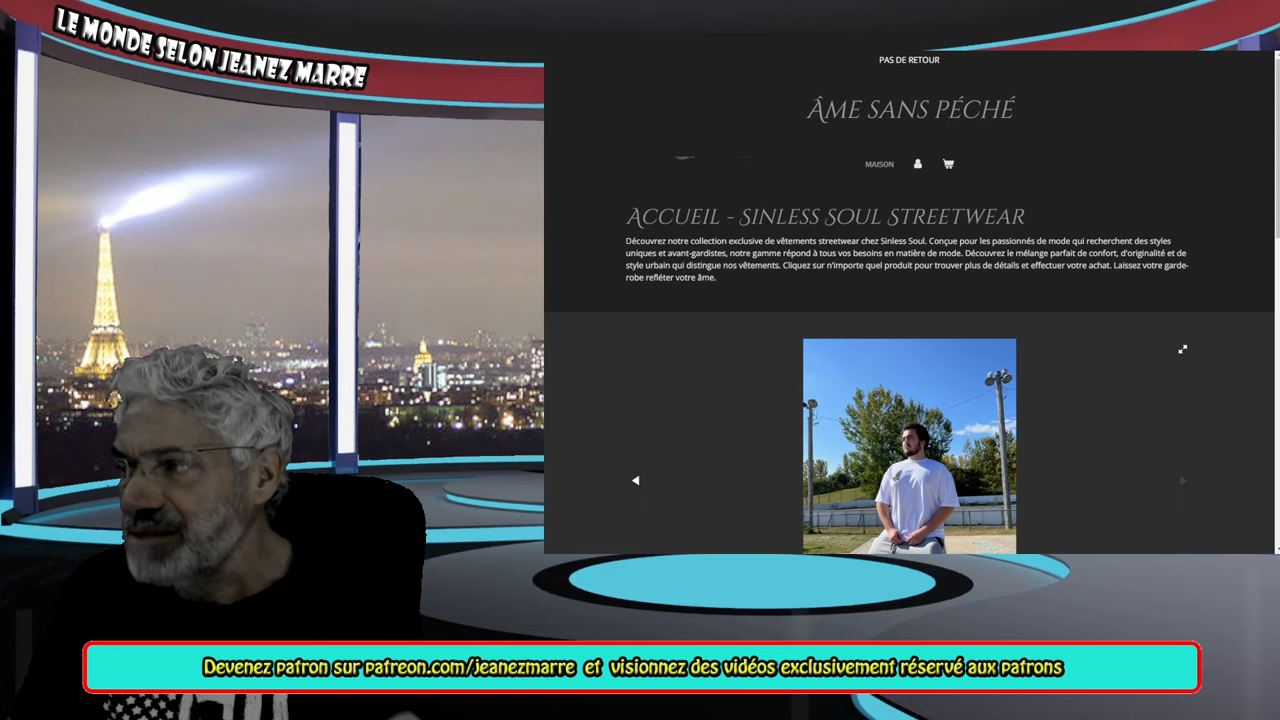 LE MONDE SELON JEANEZ MARRE
PAS DE RETOUR
ÂME SANS PÉCHÉ
MAISON
ACCUEIL - SINLESS SOUL STREETWEAR
Découvrez notre collection exclusive de vêtements streetwear chez Sinless Soul. Conçue pour les passionnés de mode qui recherchent des styles
uniques et avant-gardistes, notre gamme répond à tous vos besoins en matière de mode. Découvrez le mélange parfait de confort, d'originalité et de
style urbain qui distingue nos vêtements. Cliquez sur n'importe quel produit pour trouver plus de détails et effectuer votre achat. Laissez votre garde-
robe refléter votre âme.
Devenez patron sur patreon.com/jeanezmarre et visionnez des vidéos exclusivement réservé aux patrons